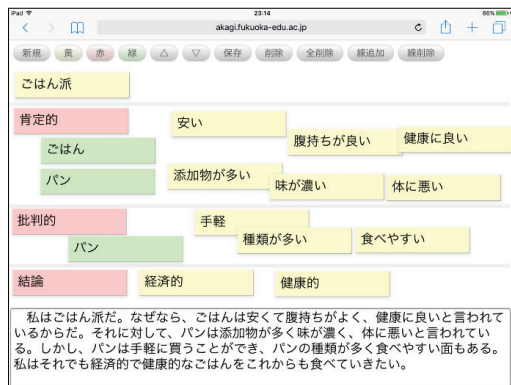 iPad 23:14 86%
akagi.fukuoka-edu.ac.jp
新規 黄 赤 緑 △ ▽ 保存 削除 全削除 線追加 線削除
ごはん派
肯定的 安い 腹持ちが良い 健康に良い
ごはん
パン 添加物が多い 味が濃い 体に悪い
批判的 手軽
パン 種類が多い 食べやすい
結論 経済的 健康的
私はごはん派だ。なぜなら、ごはんは安くて腹持ちがよく、健康に良いと言われて
いるからだ。それに対して、パンは添加物が多く味が濃く、体に悪いと言われてい
る。しかし、パンは手軽に買うことができ、パンの種類が多く食べやすい面もある。
私はそれでも経済的で健康的なごはんをこれからも食べていきたい。